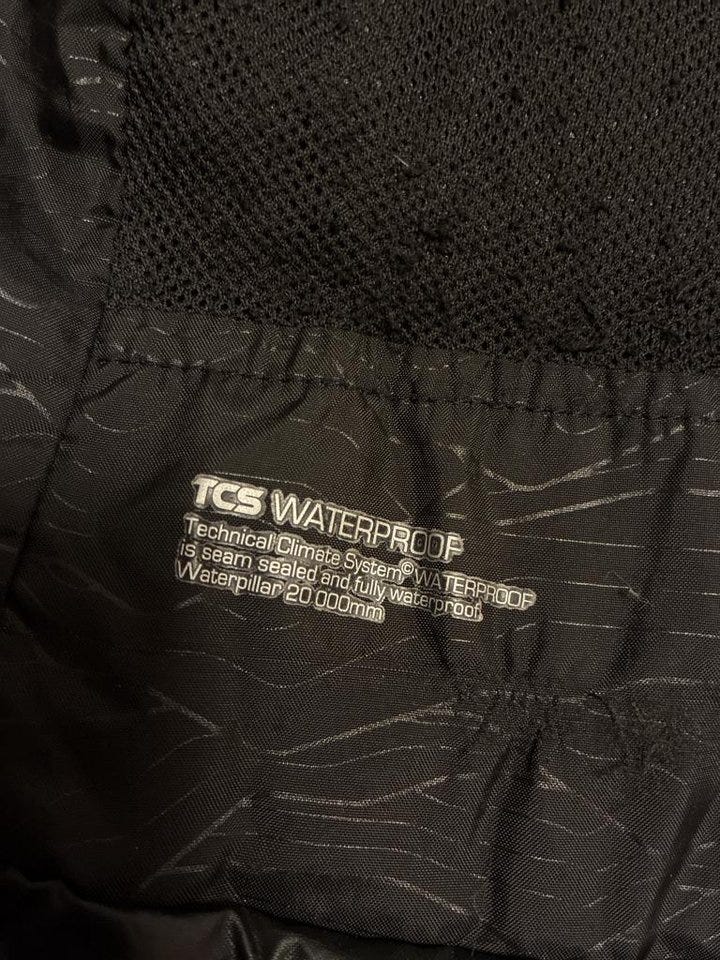 TCS WATERPROOF
Technical Climate System© WATERPROOF
is seam sealed and fully waterproof.
Waterpillar 20 000mm